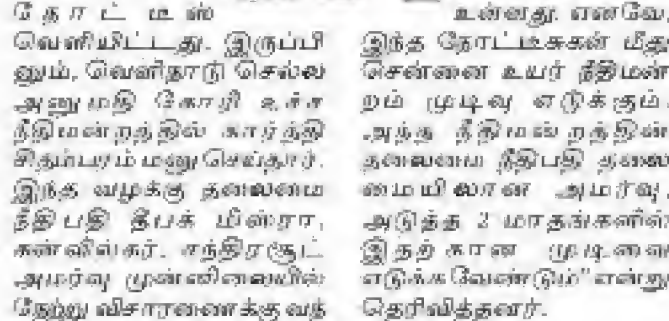 நோட்டீஸ்
வெளியிட்டது. இருப்பி
னும், வெளிநாடு செல்ல
அனுமதி கோரி உச்ச
நீதிமன்றத்தில் கார்த்தி
சிதம்பரம் மனு செய்தார்.
இந்த வழக்கு தலைமை
நீதிபதி தீபக் மிஸ்ரா,
கன்வில்கர், சந்திரசூட்
அமர்வு முன்னிலையில்
நேற்று விசாரணைக்கு வந்
உள்ளது. எனவே,
இந்த நோட்டீசுகள் மீது
சென்னை உயர் நீதிமன்
றம் முடிவு எடுக்கும்.
அந்த நீதிமன்றத்தின்
தலைமை நீதிபதி தலை
மையிலான அமர்வு,
அடுத்த 2 மாதங்களில்
இதற்கான முடிவை
எடுக்கவேண்டும்" என்று
தெரிவித்தனர்.